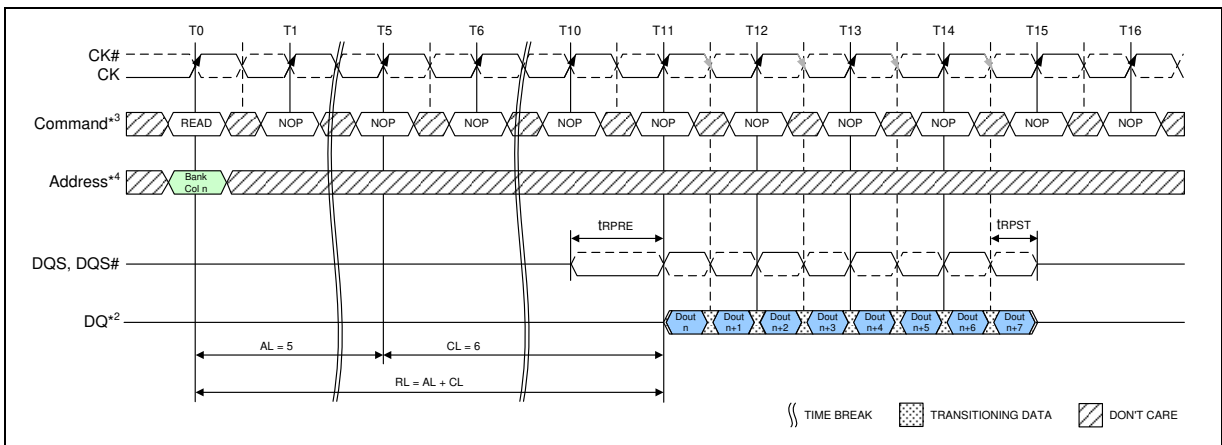 T0 T1 T5 T6 T10 T11 T12 T13 T14 T15 T16
CK#
CK
Command*3 READ NOP NOP NOP NOP NOP NOP NOP NOP NOP NOP
Address*4 Bank
Col n
tRPRE tRPST
DQS, DQS#
DQ*2 Dout n Dout n+1 Dout n+2 Dout n+3 Dout n+4 Dout n+5 Dout n+6 Dout n+7
AL = 5 CL = 6
RL = AL + CL
TIME BREAK TRANSITIONING DATA DON'T CARE